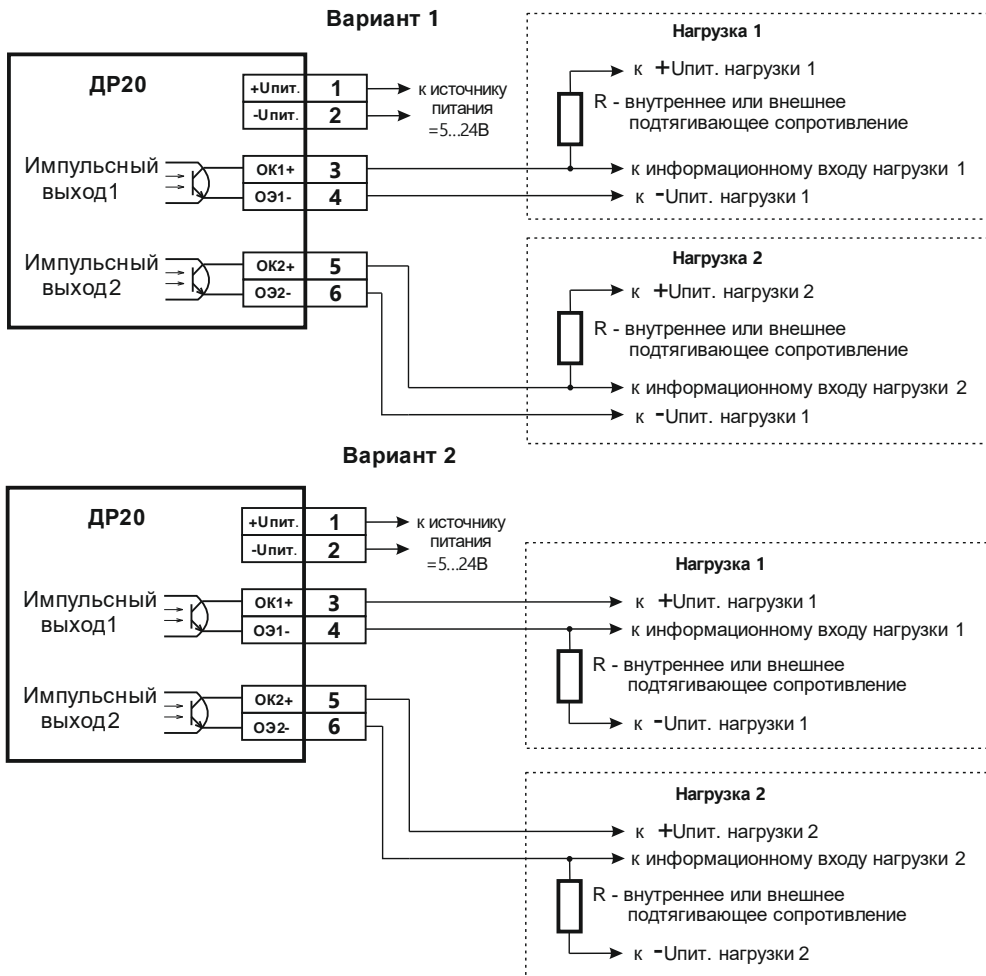 Вариант 1
ДР20
+Uпит. 1
-Uпит. 2
к источнику
питания
=5...24В
Импульсный
выход1
ОК1+ 3
ОЭ1- 4
Импульсный
выход2
ОК2+ 5
ОЭ2- 6
Нагрузка 1
к +Uпит. нагрузки 1
R - внутреннее или внешнее
подтягивающее сопротивление
к информационному входу нагрузки 1
к -Uпит. нагрузки 1
Нагрузка 2
к +Uпит. нагрузки 2
R - внутреннее или внешнее
подтягивающее сопротивление
к информационному входу нагрузки 2
к -Uпит. нагрузки 1
Вариант 2
ДР20
+Uпит. 1
-Uпит. 2
к источнику
питания
=5...24В
Импульсный
выход1
ОК1+ 3
ОЭ1- 4
Импульсный
выход2
ОК2+ 5
ОЭ2- 6
Нагрузка 1
к +Uпит. нагрузки 1
к информационному входу нагрузки 1
R - внутреннее или внешнее
подтягивающее сопротивление
к -Uпит. нагрузки 1
Нагрузка 2
к +Uпит. нагрузки 2
к информационному входу нагрузки 2
R - внутреннее или внешнее
подтягивающее сопротивление
к -Uпит. нагрузки 2